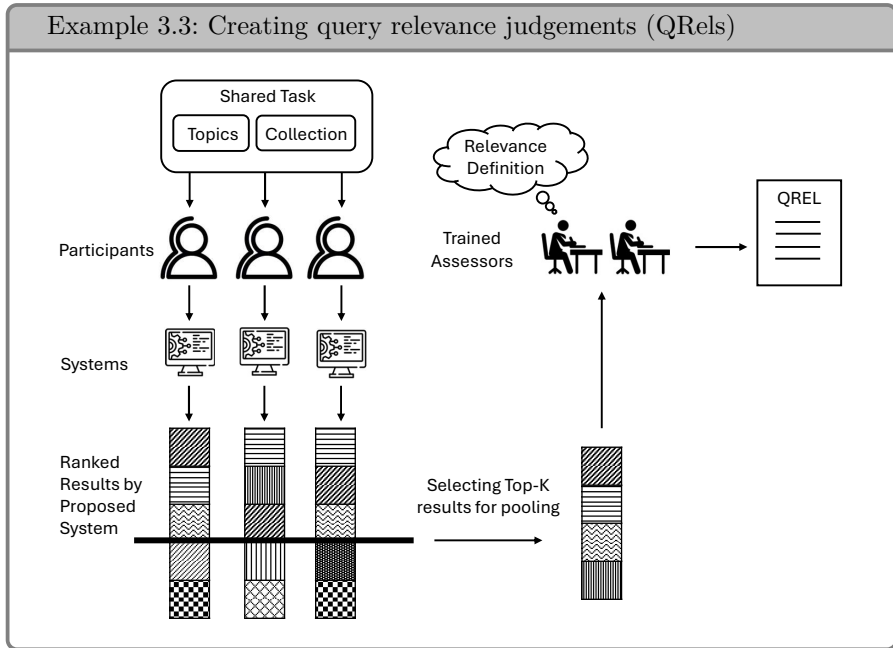 Example 3.3: Creating query relevance judgements (QRels)
Shared Task
Topics
Collection
Participants
Systems
Ranked
Results by
Proposed
System
Selecting Top-K
results for pooling
Relevance
Definition
Trained
Assessors
QREL